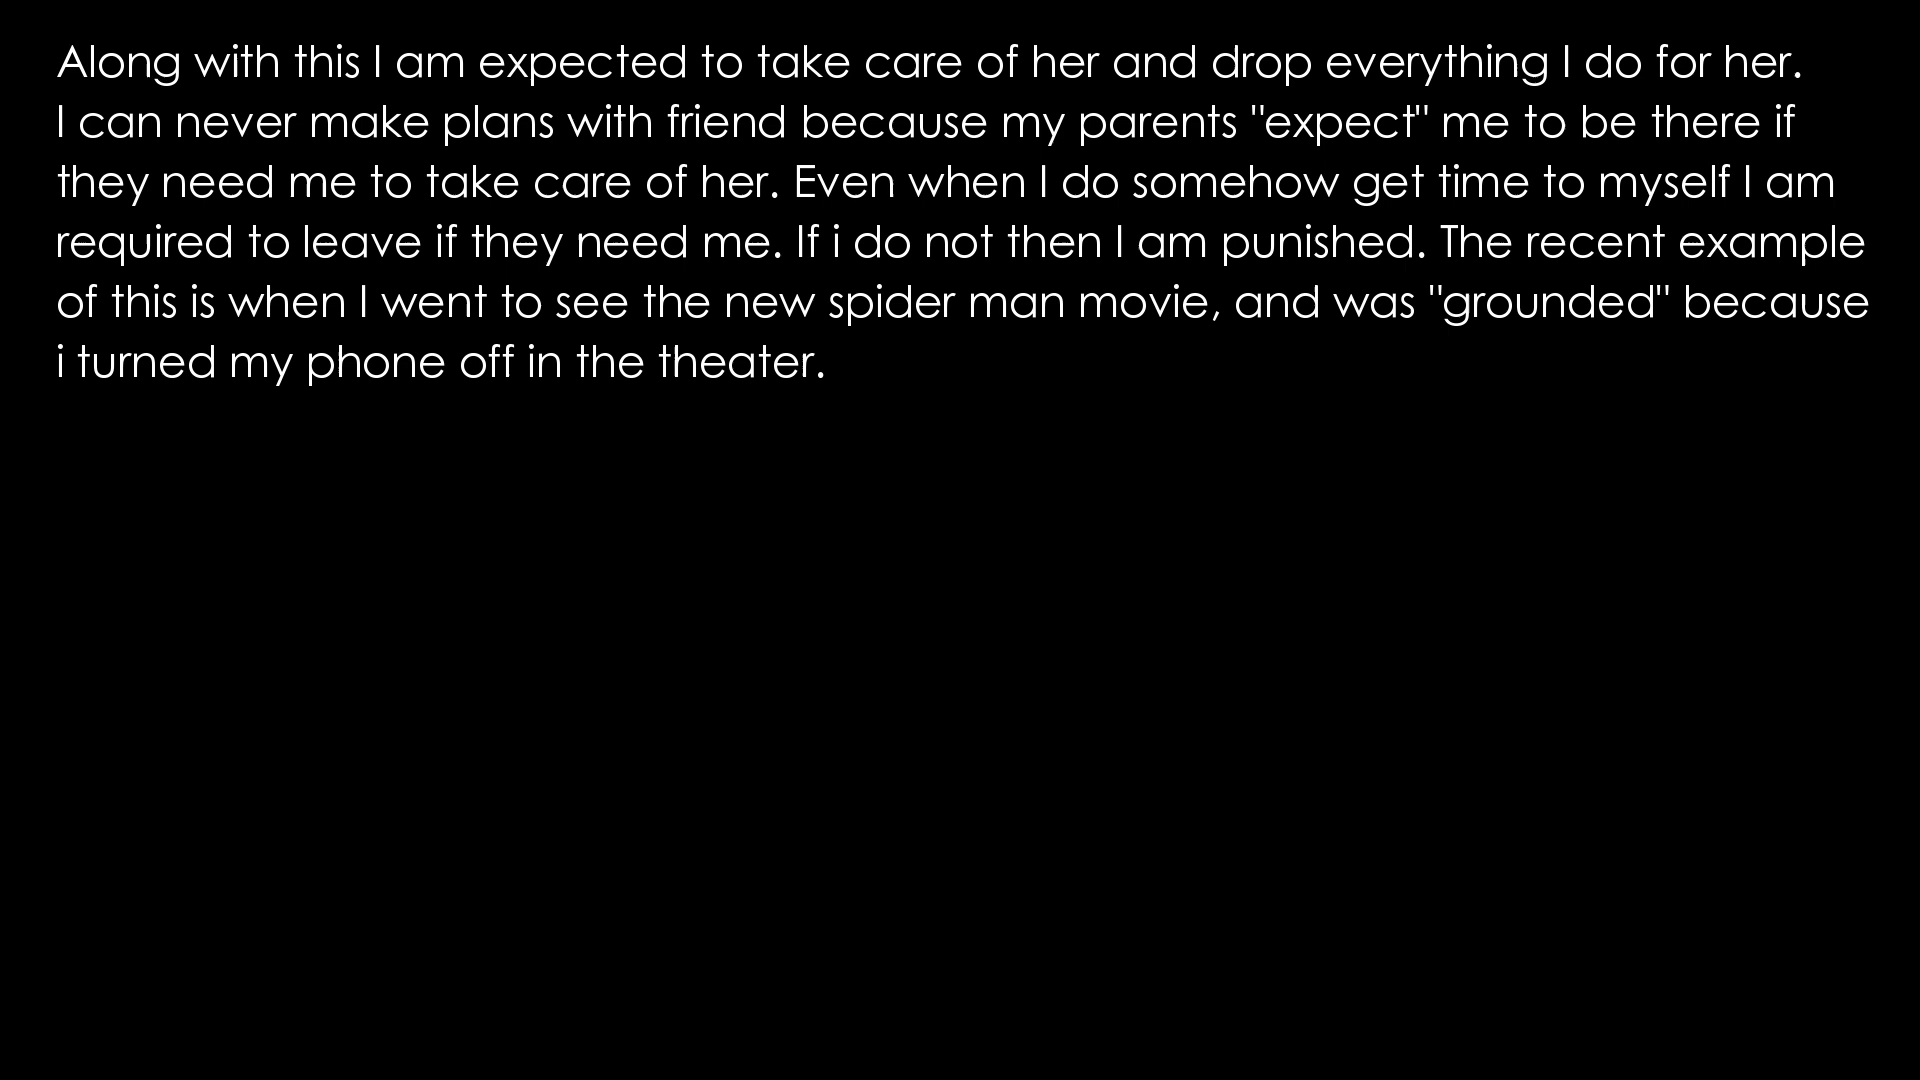 Along with this I am expected to take care of her and drop everything I do for her.
I can never make plans with friend because my parents "expect" me to be there if
they need me to take care of her. Even when I do somehow get time to myself I am
required to leave if they need me. If i do not then I am punished. The recent example
of this is when I went to see the new spider man movie, and was "grounded" because
i turned my phone off in the theater.